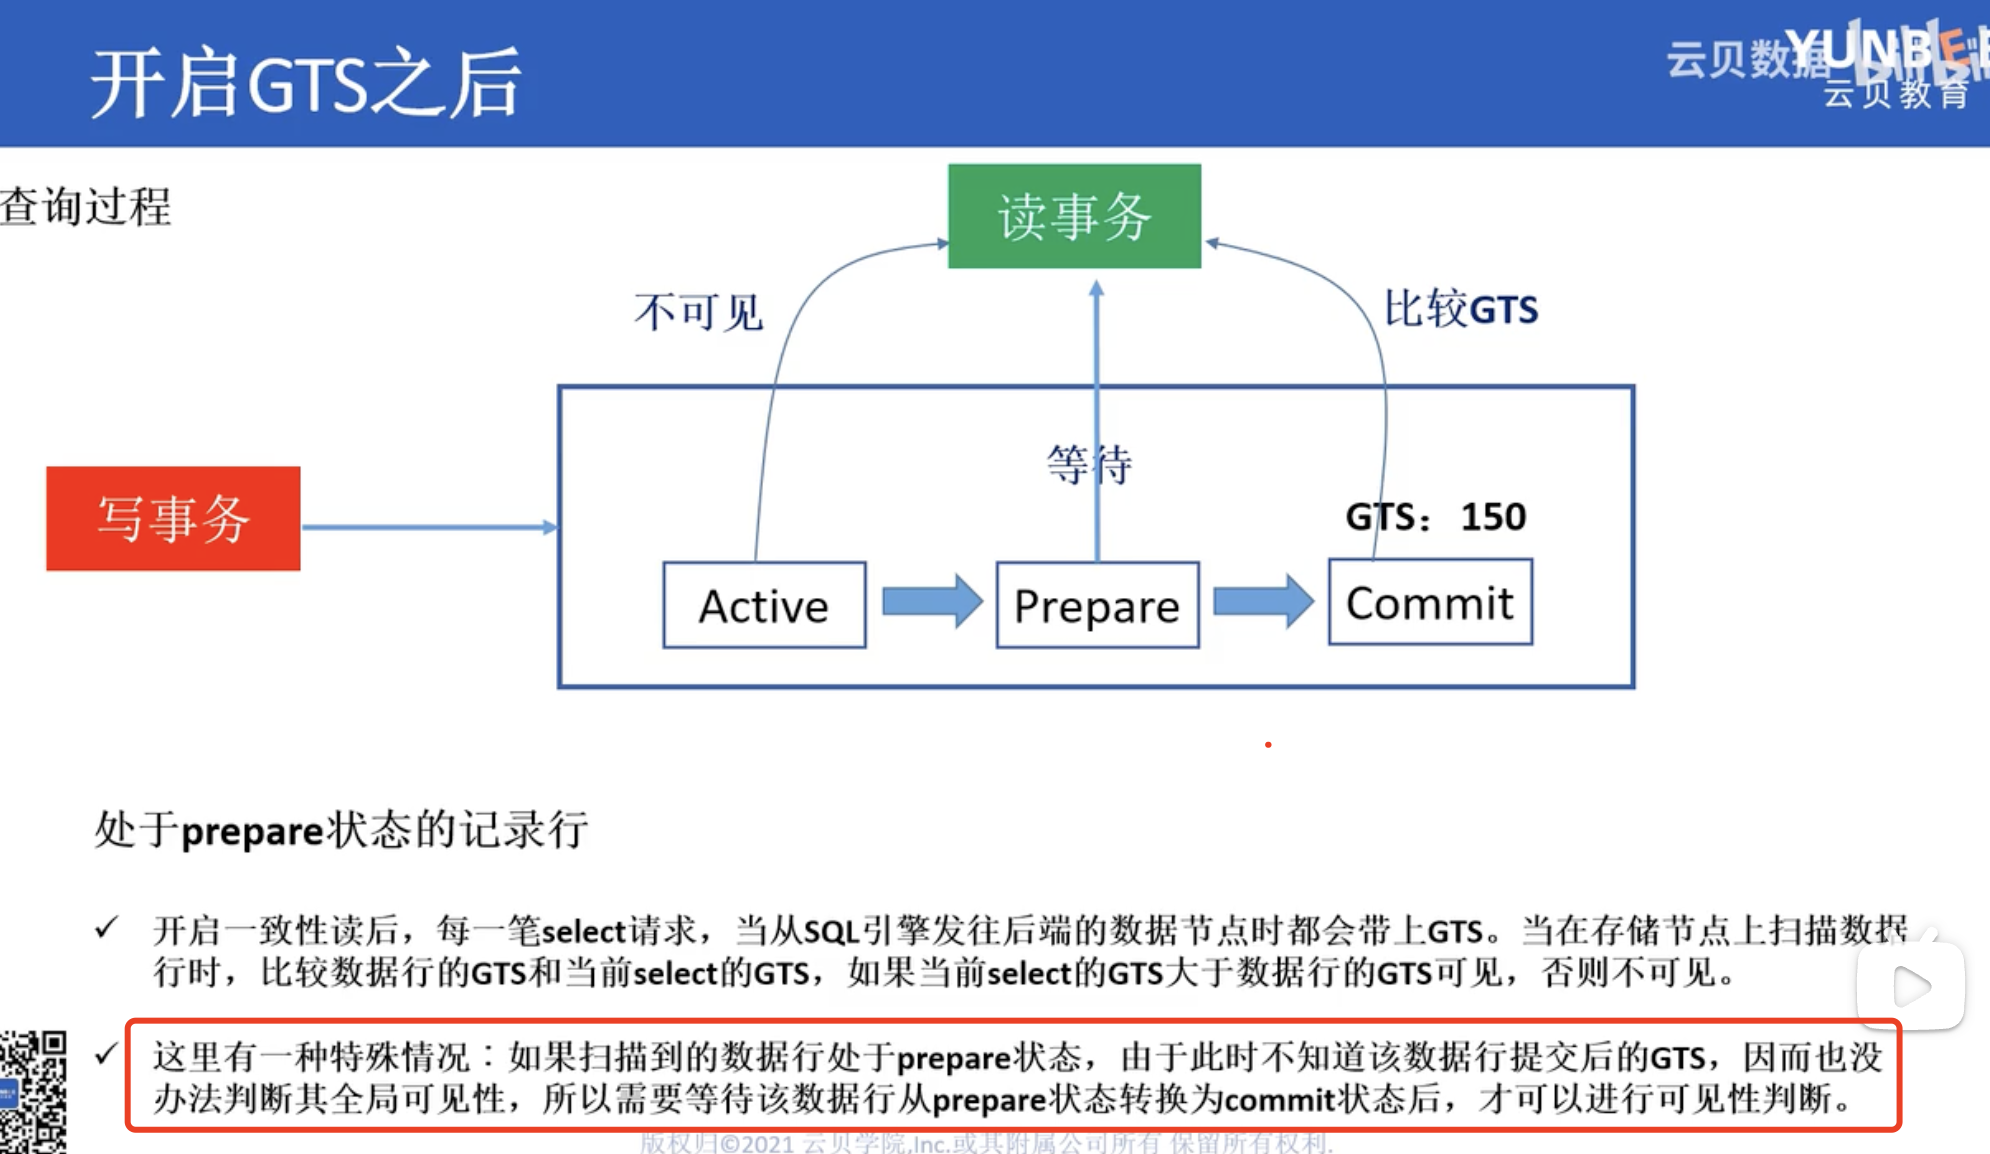 开启GTS之后
云贝数据
YUNBE
云贝教育
查询过程
读事务
不可见
比较GTS
等待
写事务
GTS： 150
Active
Prepare
Commit
处于prepare状态的记录行
✓ 开启一致性读后，每一笔select请求，当从SQL引擎发往后端的数据节点时都会带上GTS。当在存储节点上扫描数据
行时，比较数据行的GTS和当前select的GTS，如果当前select的GTS大于数据行的GTS可见，否则不可见。
✓ 这里有一种特殊情况：如果扫描到的数据行处于prepare状态，由于此时不知道该数据行提交后的GTS，因而也没
办法判断其全局可见性，所以需要等待该数据行从prepare状态转换为commit状态后，才可以进行可见性判断。
版权归©2021 云贝学院,Inc.或其附属公司所有 保留所有权利.